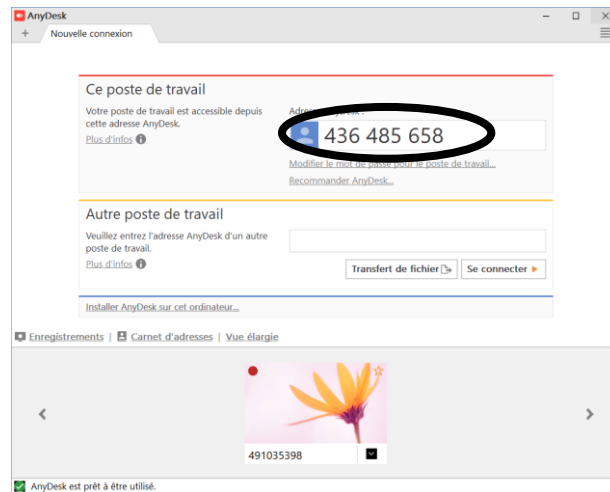 AnyDesk
+ Nouvelle connexion
Ce poste de travail
Votre poste de travail est accessible depuis
cette adresse AnyDesk.
Plus d'infos
Adresse AnyDesk :
436 485 658
Modifier le mot de passe pour le poste de travail...
Recommander AnyDesk...
Autre poste de travail
Veuillez entrez l'adresse AnyDesk d'un autre
poste de travail.
Plus d'infos
Transfert de fichier
Se connecter
Installer AnyDesk sur cet ordinateur...
Enregistrements | Carnet d'adresses | Vue élargie
491035398
AnyDesk est prêt à être utilisé.